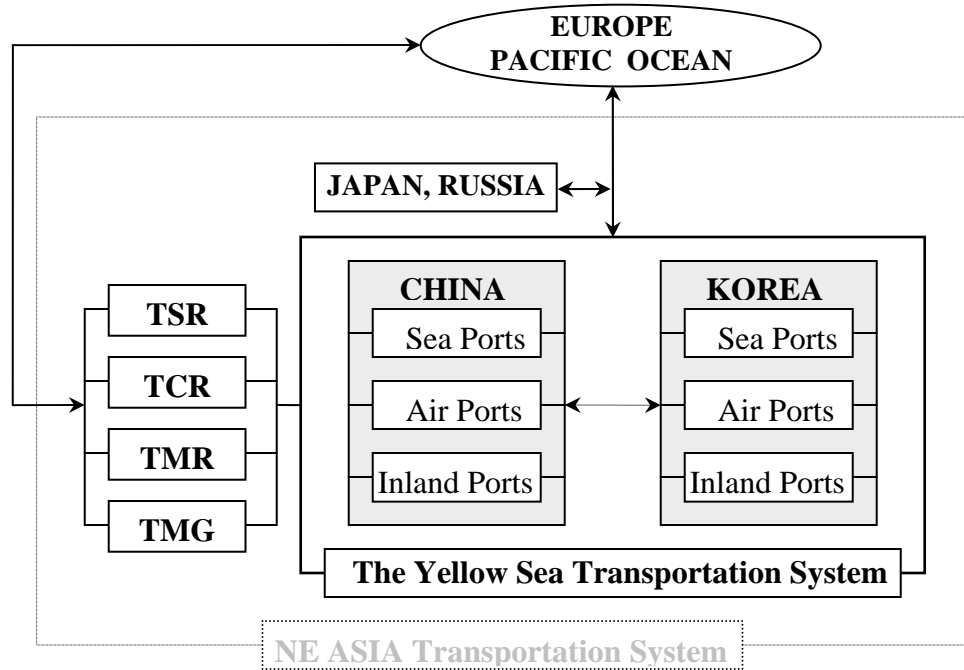 EUROPE
PACIFIC OCEAN
JAPAN, RUSSIA
CHINA
Sea Ports
Air Ports
Inland Ports
KOREA
Sea Ports
Air Ports
Inland Ports
TSR
TCR
TMR
TMG
The Yellow Sea Transportation System
NE ASIA Transportation System